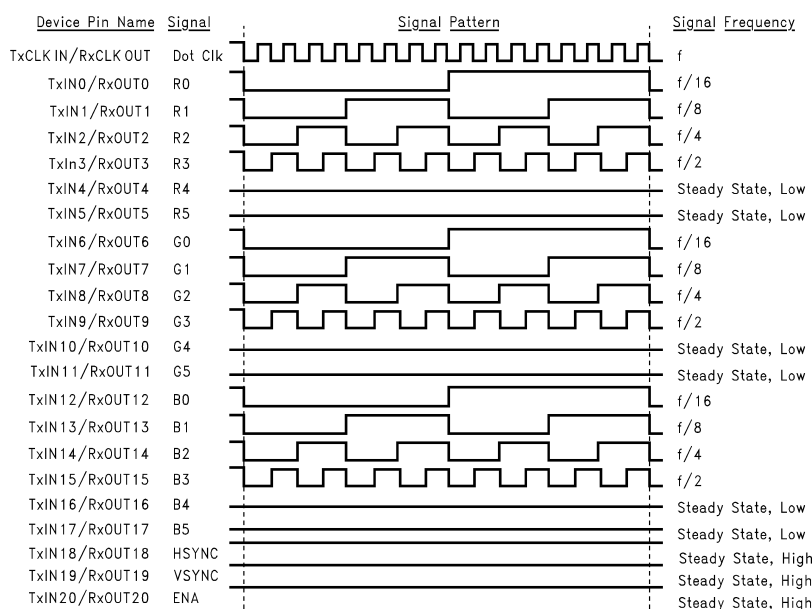 Device Pin Name Signal Signal Pattern Signal Frequency
TxCLK IN/RxCLK OUT Dot Clk f
TxIN0/RxOUT0 R0 f/16
TxIN1/RxOUT1 R1 f/8
TxIN2/RxOUT2 R2 f/4
TxIn3/RxOUT3 R3 f/2
TxIN4/RxOUT4 R4 Steady State, Low
TxIN5/RxOUT5 R5 Steady State, Low
TxIN6/RxOUT6 G0 f/16
TxIN7/RxOUT7 G1 f/8
TxIN8/RxOUT8 G2 f/4
TxIN9/RxOUT9 G3 f/2
TxIN10/RxOUT10 G4 Steady State, Low
TxIN11/RxOUT11 G5 Steady State, Low
TxIN12/RxOUT12 B0 f/16
TxIN13/RxOUT13 B1 f/8
TxIN14/RxOUT14 B2 f/4
TxIN15/RxOUT15 B3 f/2
TxIN16/RxOUT16 B4 Steady State, Low
TxIN17/RxOUT17 B5 Steady State, Low
TxIN18/RxOUT18 HSYNC Steady State, High
TxIN19/RxOUT19 VSYNC Steady State, High
TxIN20/RxOUT20 ENA Steady State, High